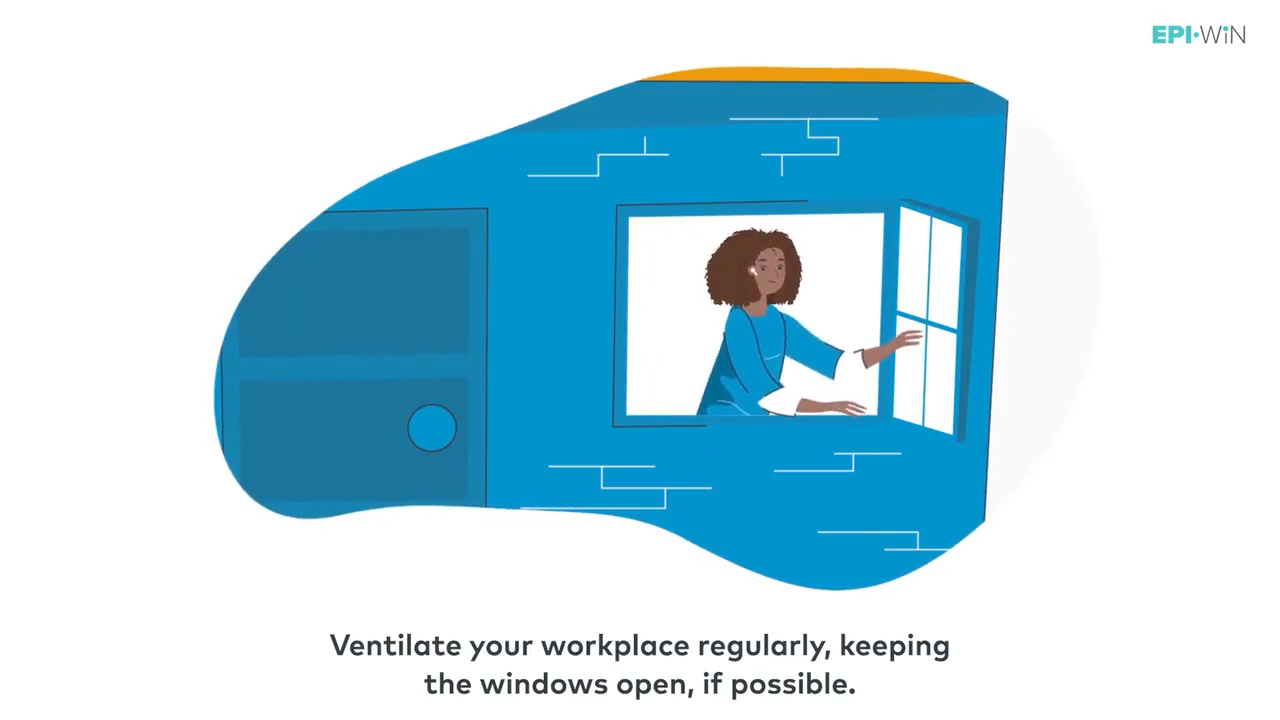 EPI•WiN
Ventilate your workplace regularly, keeping
the windows open, if possible.